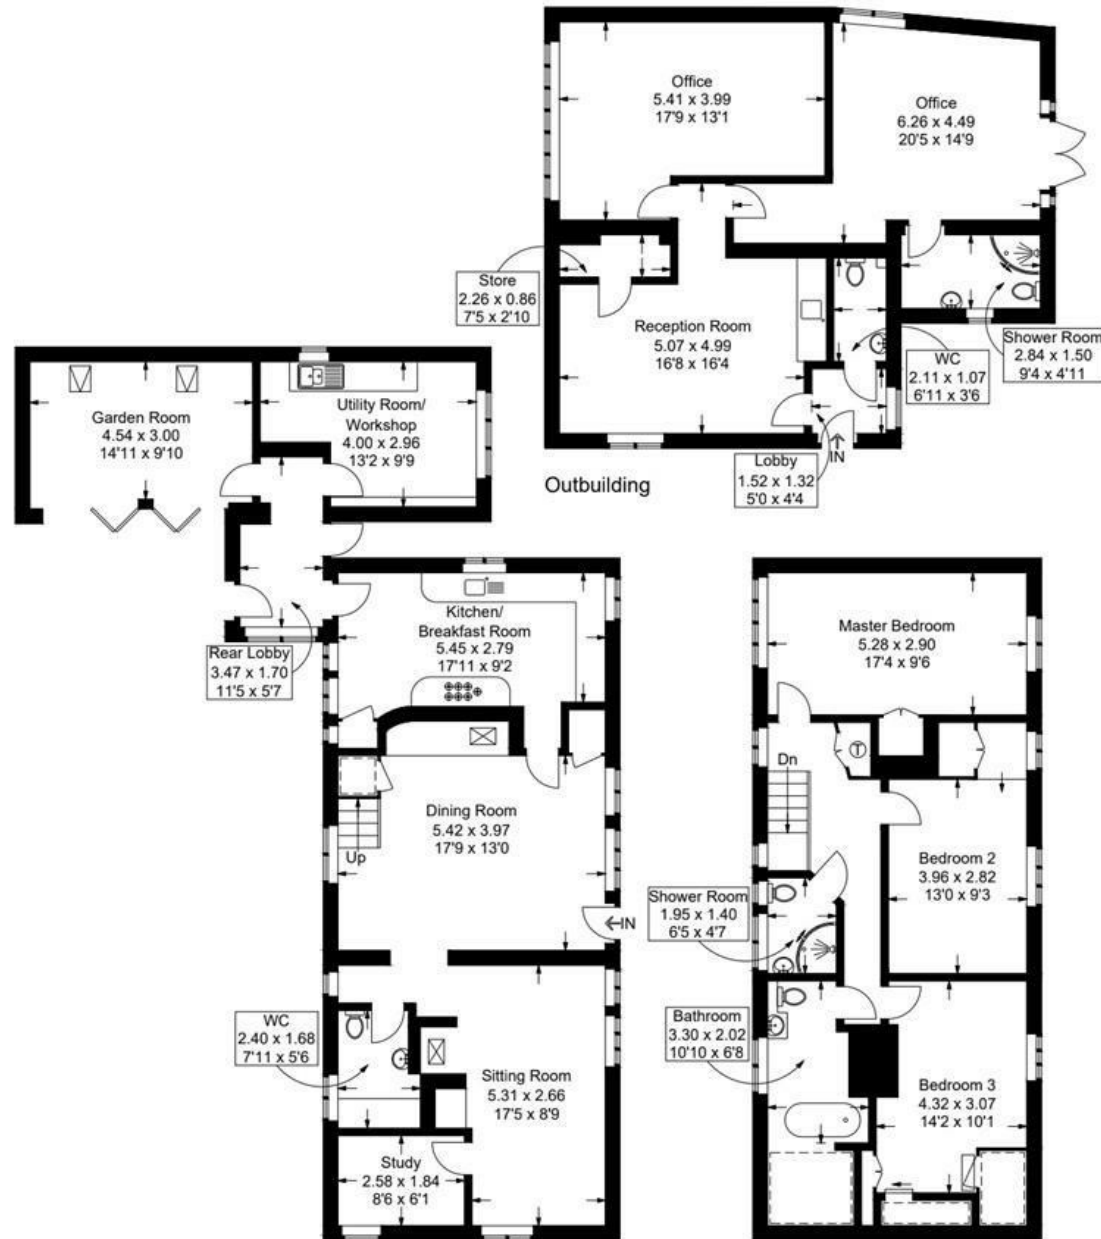 Office
5.41 x 3.99
17'9 x 13'1
Office
6.26 x 4.49
20'5 x 14'9
Store
2.26 x 0.86
7'5 x 2'10
Reception Room
5.07 x 4.99
16'8 x 16'4
Shower Room
2.84 x 1.50
9'4 x 4'11
WC
2.11 x 1.07
6'11 x 3'6
Lobby
1.52 x 1.32
5'0 x 4'4
IN
Outbuilding
Garden Room
4.54 x 3.00
14'11 x 9'10
Utility Room/
Workshop
4.00 x 2.96
13'2 x 9'9
Kitchen/
Breakfast Room
5.45 x 2.79
17'11 x 9'2
Rear Lobby
3.47 x 1.70
11'5 x 5'7
Master Bedroom
5.28 x 2.90
17'4 x 9'6
T
Dn
Dining Room
5.42 x 3.97
17'9 x 13'0
Up
IN
Bedroom 2
3.96 x 2.82
13'0 x 9'3
Shower Room
1.95 x 1.40
6'5 x 4'7
WC
2.40 x 1.68
7'11 x 5'6
Bathroom
3.30 x 2.02
10'10 x 6'8
Sitting Room
5.31 x 2.66
17'5 x 8'9
Bedroom 3
4.32 x 3.07
14'2 x 10'1
Study
2.58 x 1.84
8'6 x 6'1